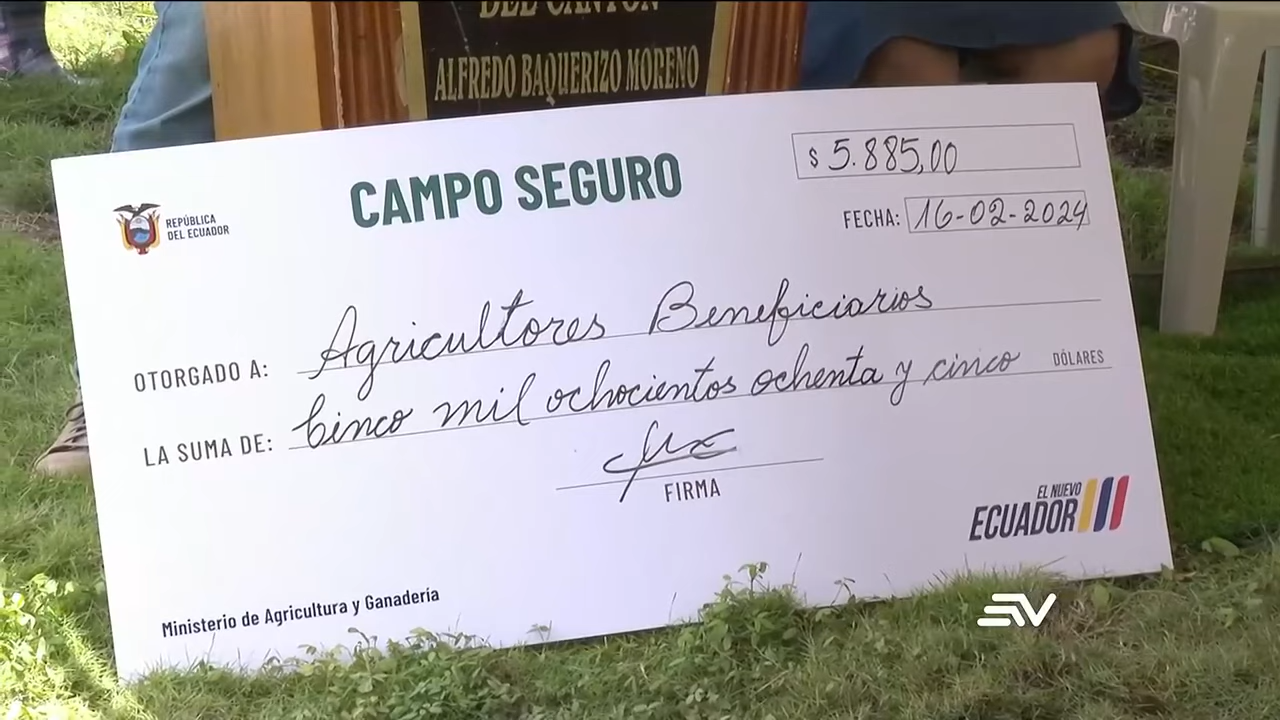 DEL CANTON
ALFREDO BAQUERIZO MORENO
REPÚBLICA
DEL ECUADOR
CAMPO SEGURO
$ 5.885,00
FECHA: 16-02-2024
OTORGADO A: Agricultores Beneficiarios
LA SUMA DE: Cinco mil ochocientos ochenta y cinco DÓLARES
FIRMA
EL NUEVO
ECUADOR
Ministerio de Agricultura y Ganadería